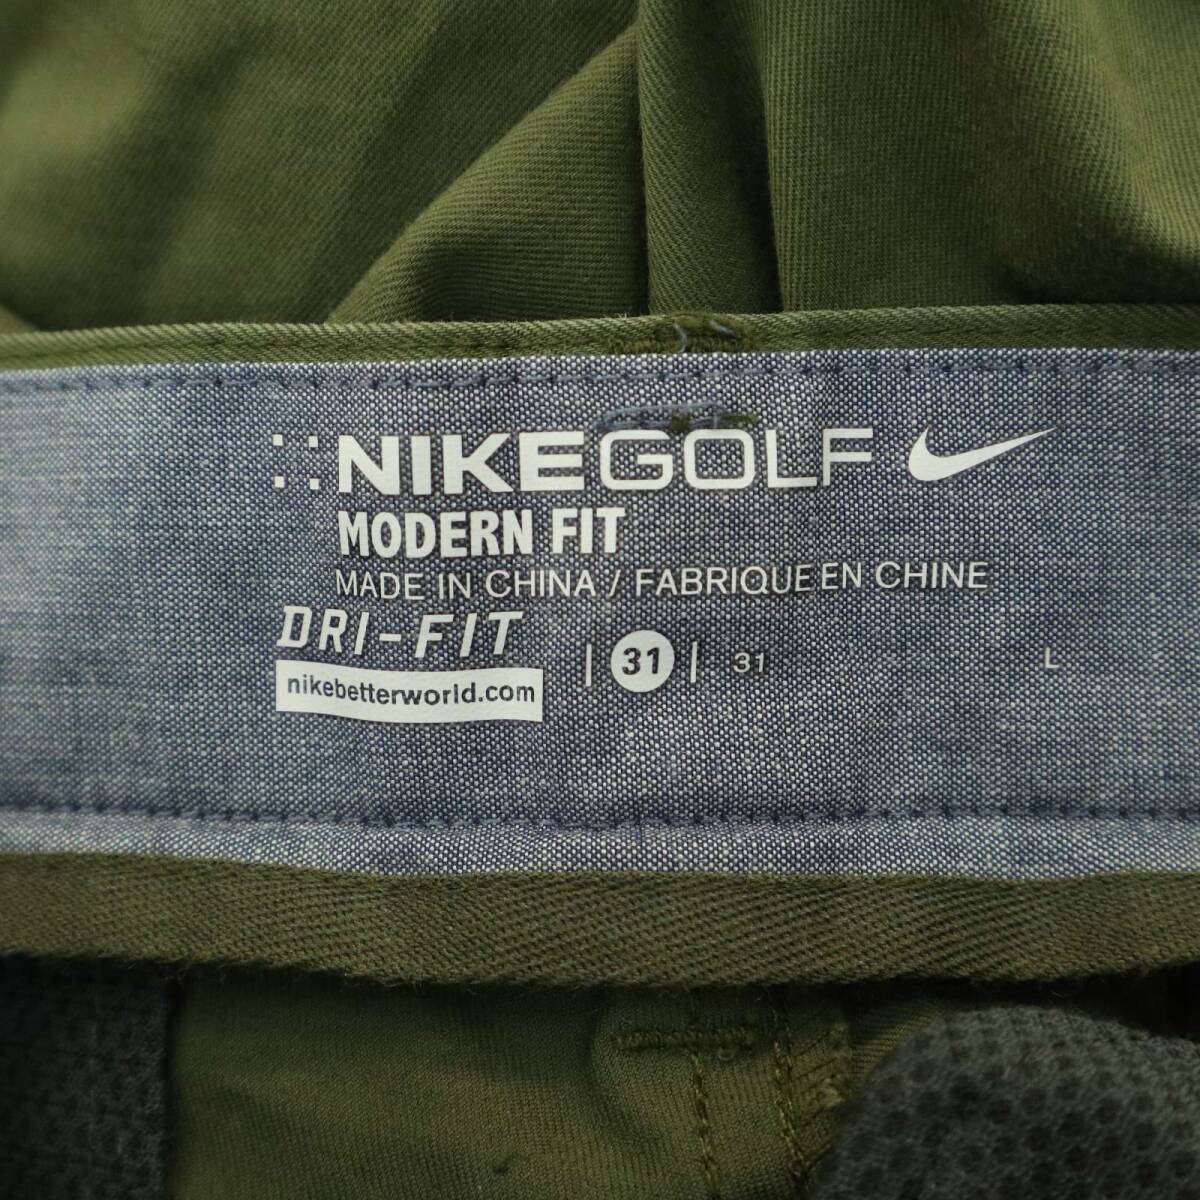 NIKEGOLF
MODERN FIT
MADE IN CHINA / FABRIQUE EN CHINE
DRI-FIT
nikebetterworld.com
| 31 | 31 L